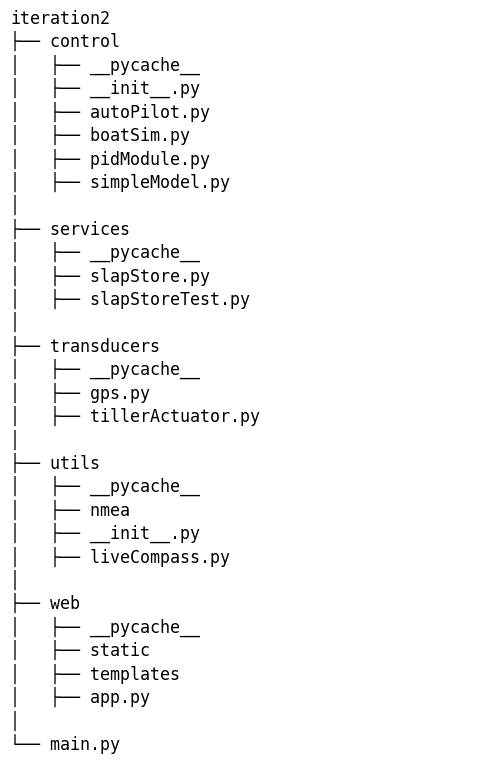 iteration2
├── control
│   ├── __pycache__
│   ├── __init__.py
│   ├── autoPilot.py
│   ├── boatSim.py
│   ├── pidModule.py
│   ├── simpleModel.py
│
├── services
│   ├── __pycache__
│   ├── slapStore.py
│   ├── slapStoreTest.py
│
├── transducers
│   ├── __pycache__
│   ├── gps.py
│   ├── tillerActuator.py
│
├── utils
│   ├── __pycache__
│   ├── nmea
│   ├── __init__.py
│   ├── liveCompass.py
│
├── web
│   ├── __pycache__
│   ├── static
│   ├── templates
│   ├── app.py
│
└── main.py